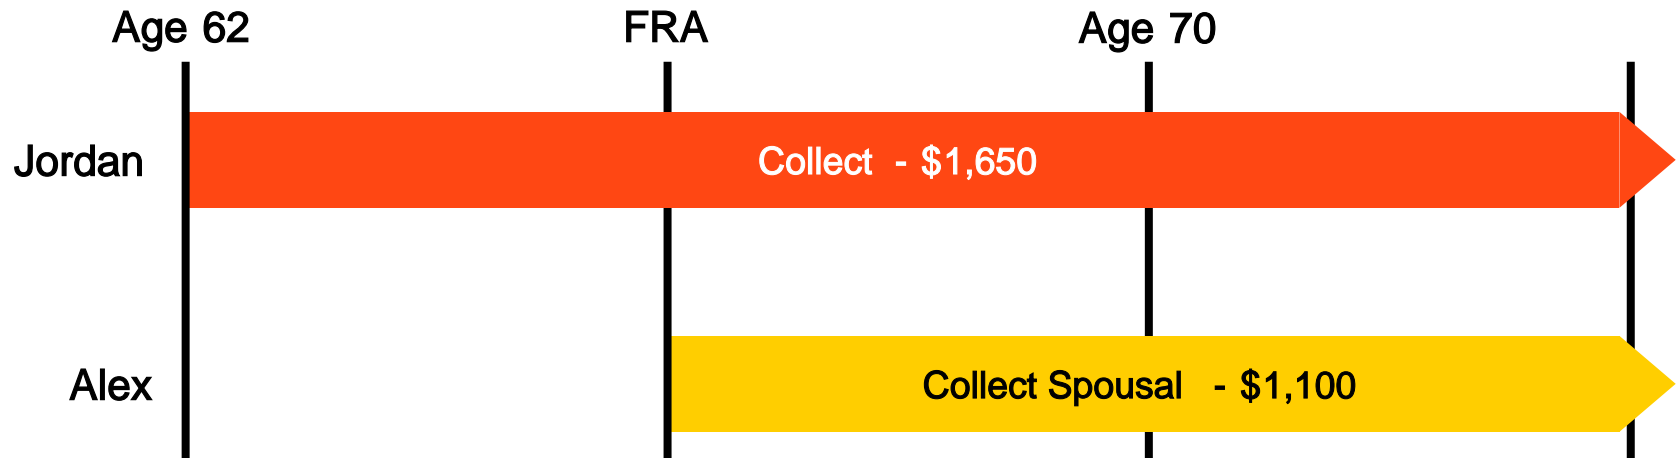 Age 62 FRA Age 70
Jordan Collect - $1,650
Alex Collect Spousal - $1,100